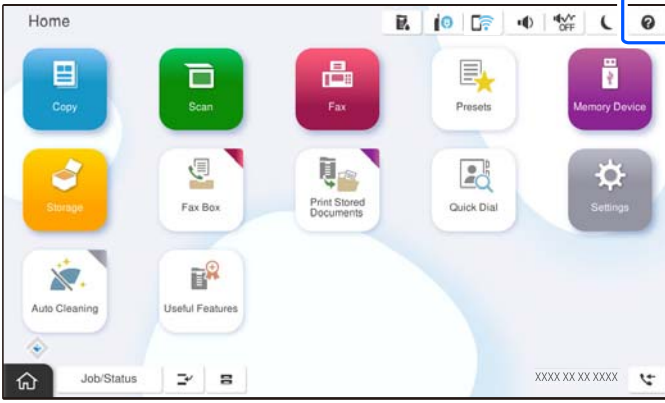 Home
OFF
?
Copy
Scan
Fax
Presets
Memory Device
Storage
Fax Box
Print Stored
Documents
Quick Dial
Settings
Auto Cleaning
Useful Features
Job/Status
XXXX XX XX XXXX